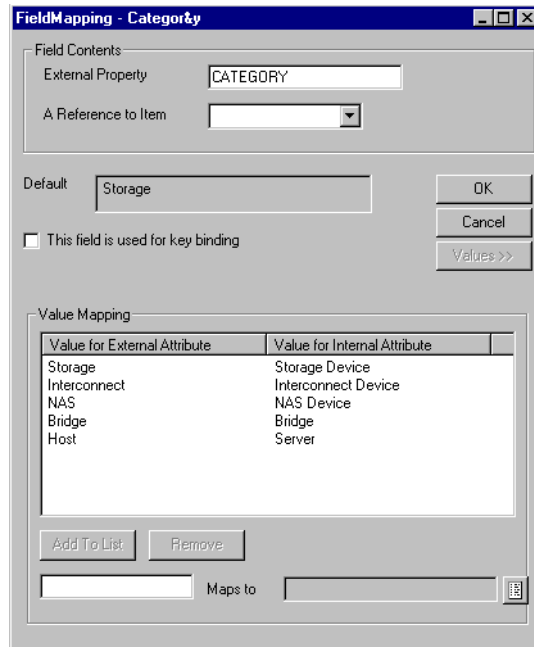 FieldMapping - Categor&y
Field Contents
External Property CATEGORY
A Reference to Item
Default Storage
OK
Cancel
This field is used for key binding
Values >>
Value Mapping
Value for External Attribute Value for Internal Attribute
Storage Storage Device
Interconnect Interconnect Device
NAS NAS Device
Bridge Bridge
Host Server
Add To List Remove
Maps to